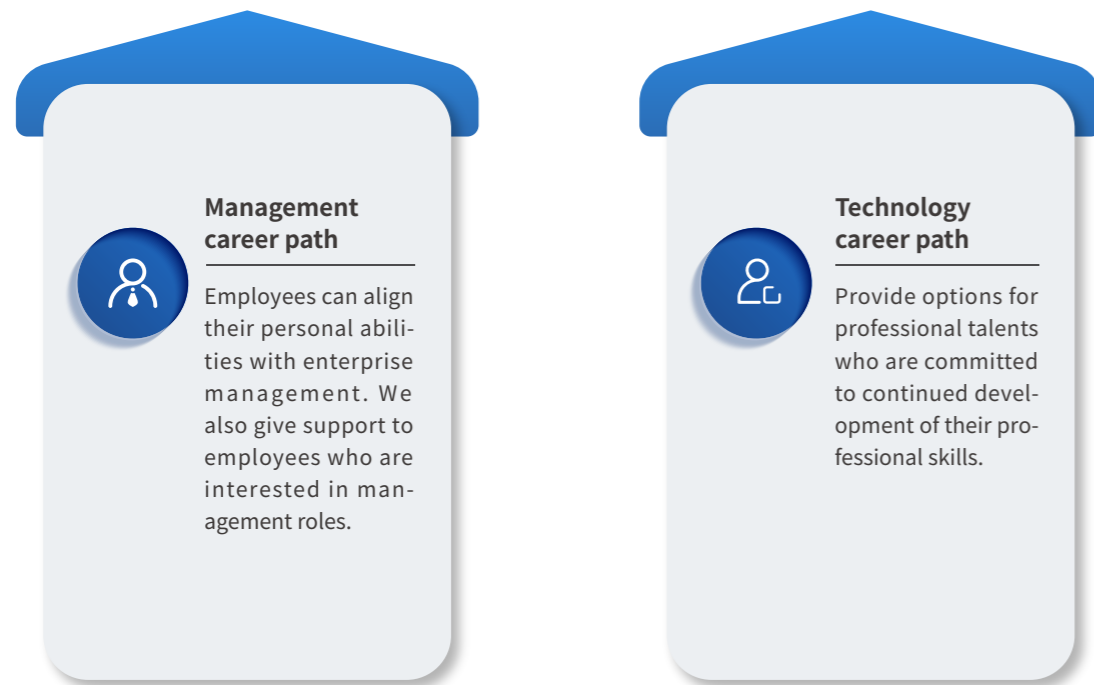 Management
career path
Employees can align
their personal abili-
ties with enterprise
management. We
also give support to
employees who are
interested in man-
agement roles.
Technology
career path
Provide options for
professional talents
who are committed
to continued devel-
opment of their pro-
fessional skills.